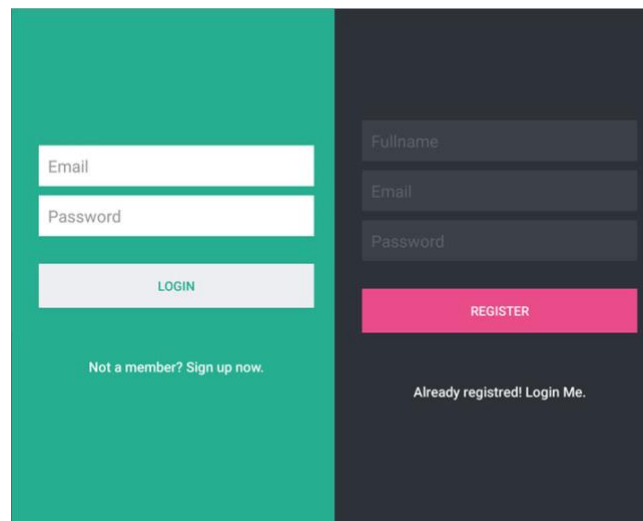 Email
Password
LOGIN
Not a member? Sign up now.
Fullname
Email
Password
REGISTER
Already registred! Login Me.